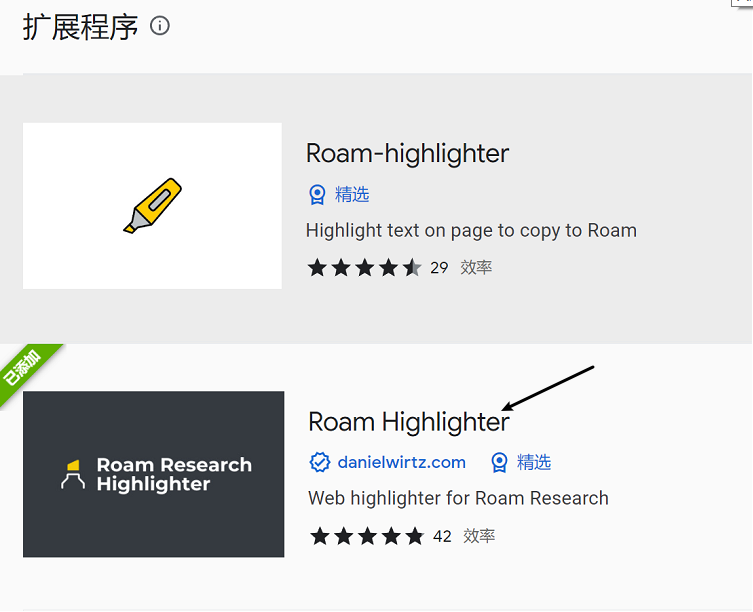 扩展程序
Roam-highlighter
精选
Highlight text on page to copy to Roam
29 效率
已添加
Roam Research
Highlighter
Roam Highlighter
danielwirtz.com 精选
Web highlighter for Roam Research
42 效率